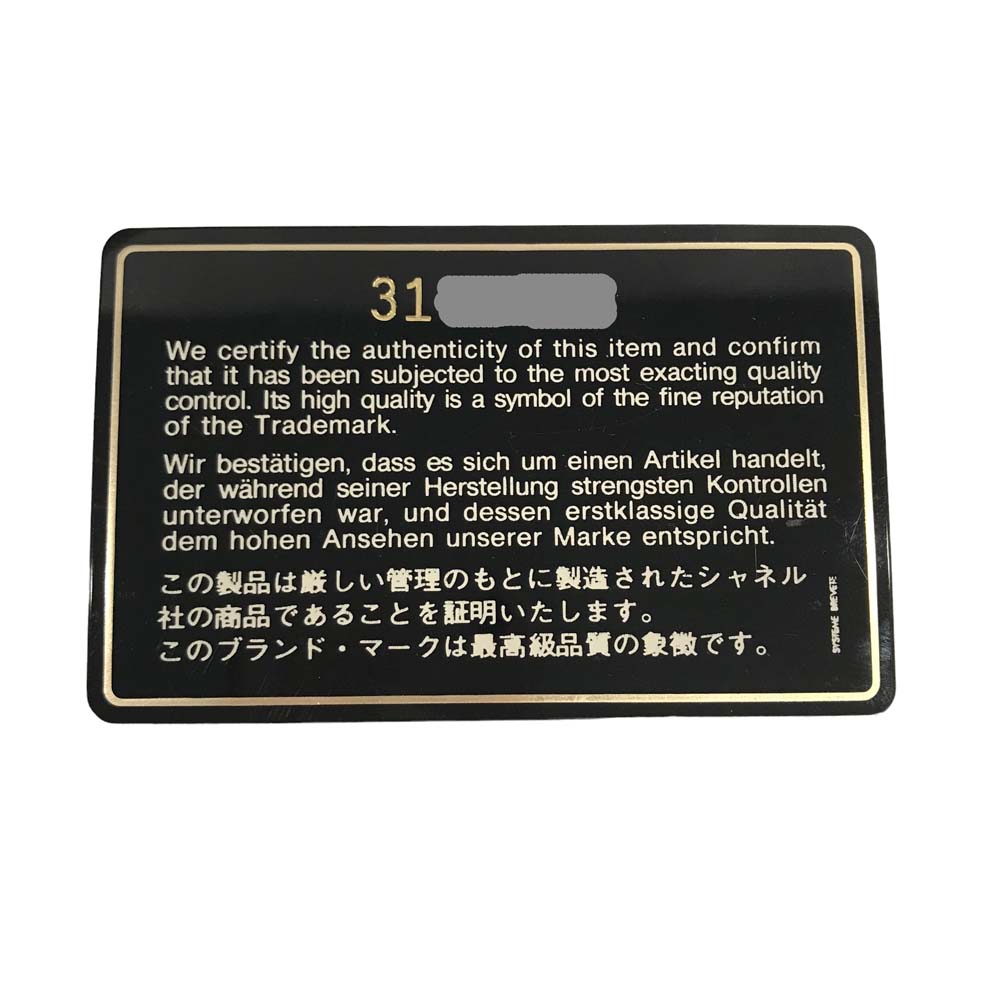 31
We certify the authenticity of this item and confirm
that it has been subjected to the most exacting quality
control. Its high quality is a symbol of the fine reputation
of the Trademark.
Wir bestätigen, dass es sich um einen Artikel handelt,
der während seiner Herstellung strengsten Kontrollen
unterworfen war, und dessen erstklassige Qualität
dem hohen Ansehen unserer Marke entspricht.
この製品は厳しい管理のもとに製造されたシャネル
社の商品であることを証明いたします。
このブランド・マークは最高級品質の象徴です。
SYSTEME BREVETE